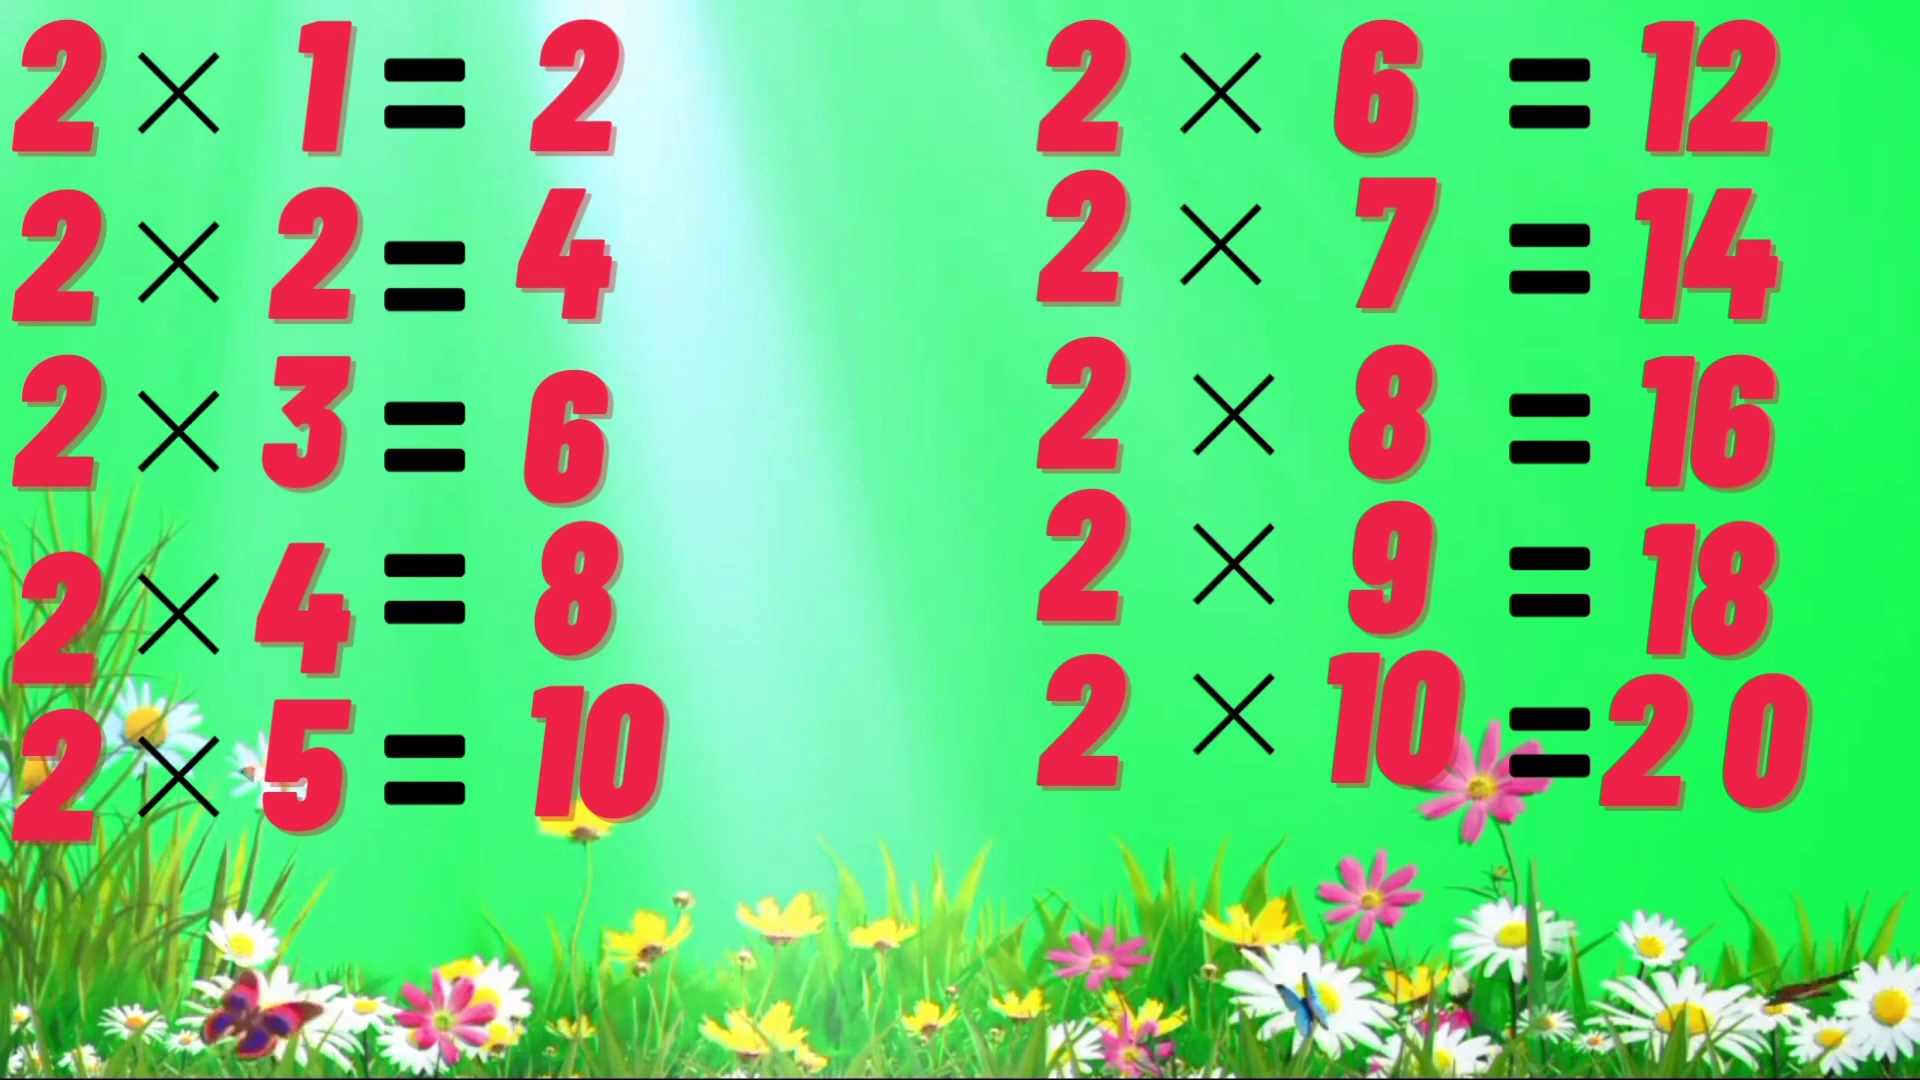 2 × 1 = 2
2 × 2 = 4
2 × 3 = 6
2 × 4 = 8
2 × 5 = 10
2 × 6 = 12
2 × 7 = 14
2 × 8 = 16
2 × 9 = 18
2 × 10 = 20